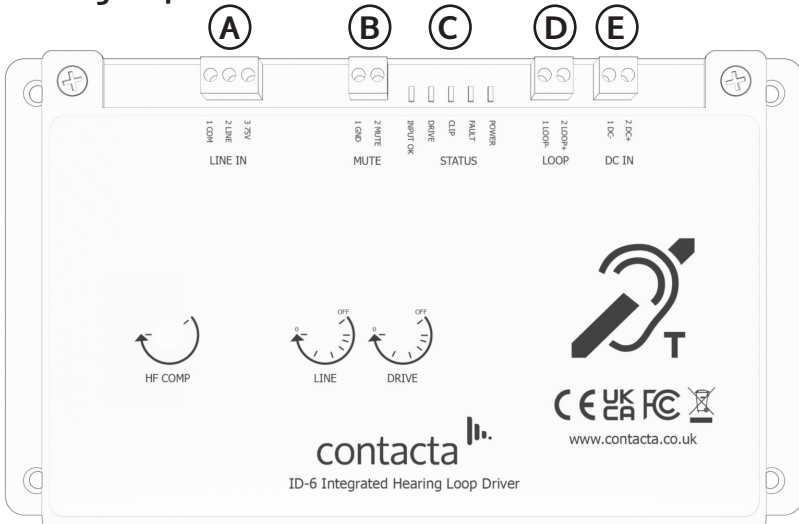 A B C D E
1 COM
2 LINE
3 75V
LINE IN
1 GND
2 MUTE
MUTE
INPUT OK
DRIVE
CLIP
FAULT
POWER
STATUS
1 LOOP-
2 LOOP+
LOOP
1 DC-
2 DC+
DC IN
HF COMP
0
OFF
LINE
0
OFF
DRIVE
T
CE UKCA FC
www.contacta.co.uk
contacta
ID-6 Integrated Hearing Loop Driver